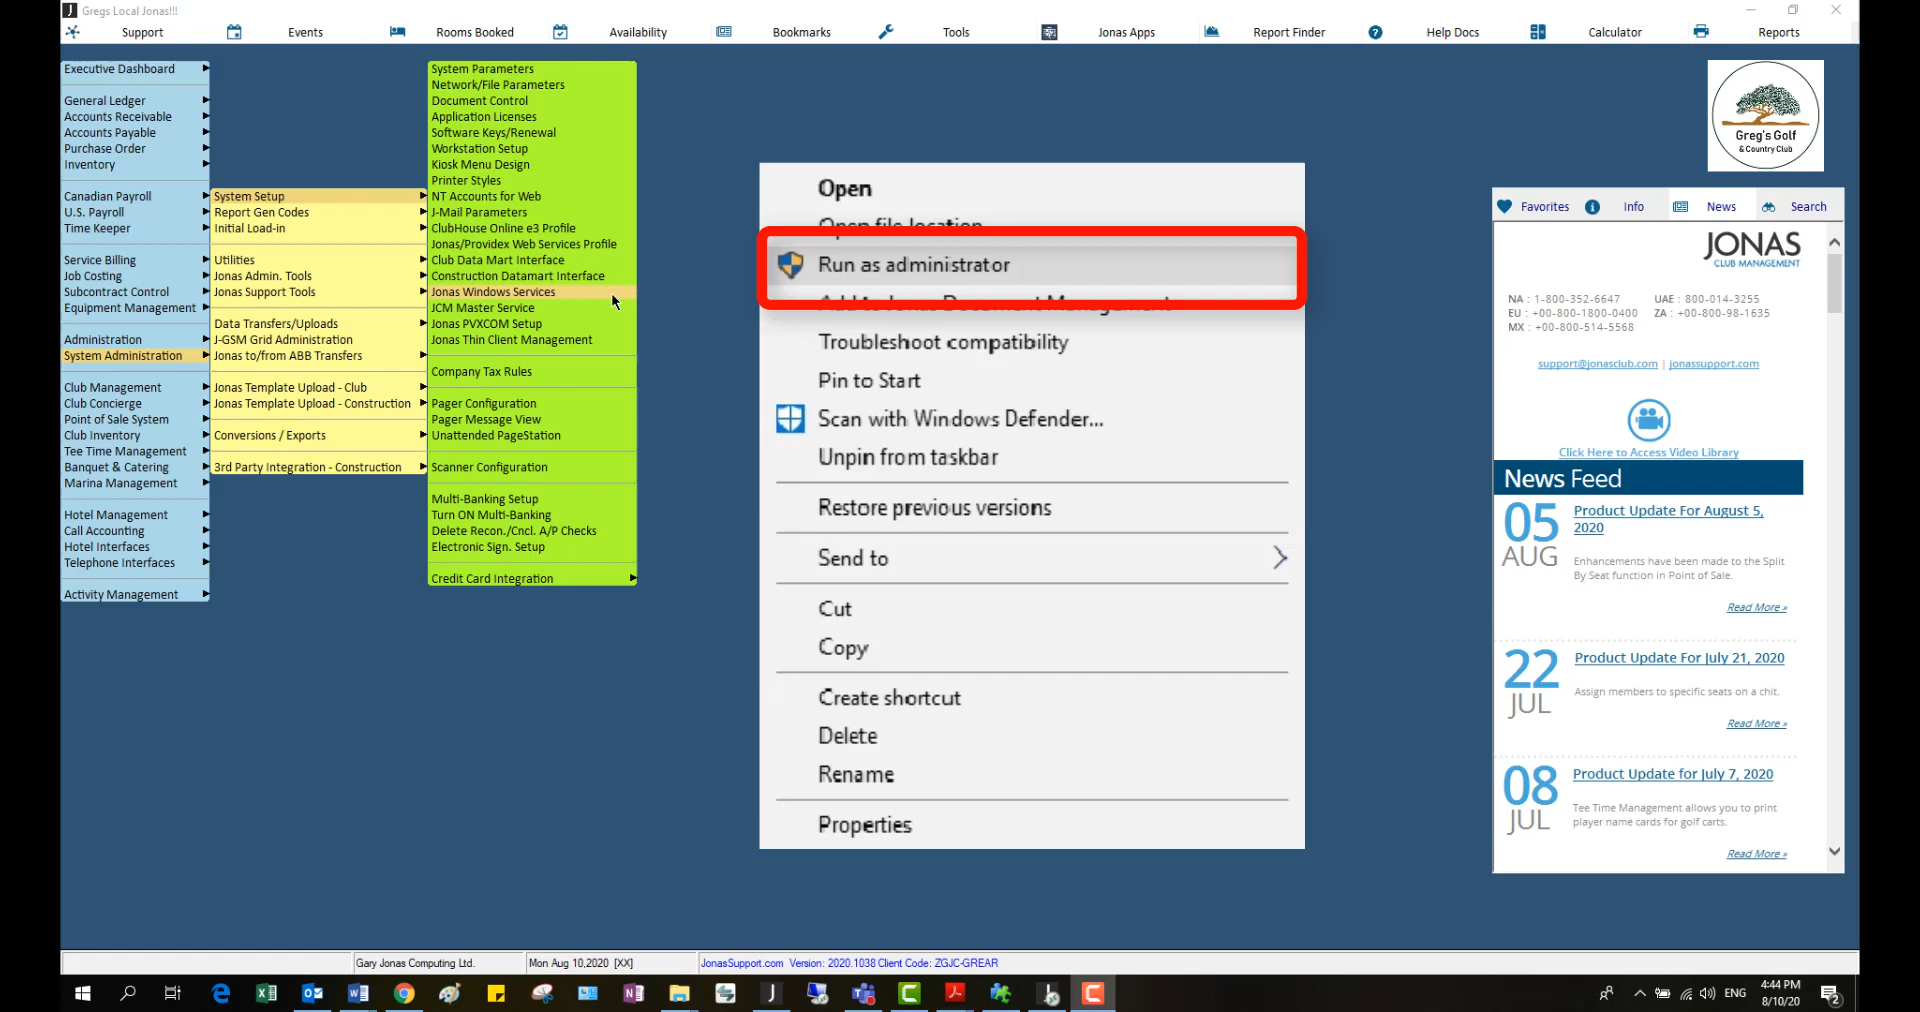 Gregs Local Jonas!!!
Support
Events
Rooms Booked
Availability
Bookmarks
Tools
Jonas Apps
Report Finder
Help Docs
Calculator
Reports
Executive Dashboard
General Ledger
Accounts Receivable
Accounts Payable
Purchase Order
Inventory
Canadian Payroll
U.S. Payroll
Time Keeper
Service Billing
Job Costing
Subcontract Control
Equipment Management
Administration
System Administration
Club Management
Club Concierge
Point of Sale System
Club Inventory
Tee Time Management
Banquet & Catering
Marina Management
Hotel Management
Call Accounting
Hotel Interfaces
Telephone Interfaces
Activity Management
System Setup
Report Gen Codes
Initial Load-in
Utilities
Jonas Admin. Tools
Jonas Support Tools
Data Transfers/Uploads
J-GSM Grid Administration
Jonas to/from ABB Transfers
Jonas Template Upload - Club
Jonas Template Upload - Construction
Conversions / Exports
3rd Party Integration - Construction
System Parameters
Network/File Parameters
Document Control
Application Licenses
Software Keys/Renewal
Workstation Setup
Kiosk Menu Design
Printer Styles
NT Accounts for Web
J-Mail Parameters
ClubHouse Online e3 Profile
Jonas/Providex Web Services Profile
Club Data Mart Interface
Construction Datamart Interface
Jonas Windows Services
JCM Master Service
Jonas PVXCOM Setup
Jonas Thin Client Management
Company Tax Rules
Pager Configuration
Pager Message View
Unattended PageStation
Scanner Configuration
Multi-Banking Setup
Turn ON Multi-Banking
Delete Recon./Cncl. A/P Checks
Electronic Sign. Setup
Credit Card Integration
Open
Open file location
Run as administrator
Add to Jonas Document Management
Troubleshoot compatibility
Pin to Start
Scan with Windows Defender...
Unpin from taskbar
Restore previous versions
Send to
Cut
Copy
Create shortcut
Delete
Rename
Properties
Greg's Golf
& Country Club
Favorites
Info
News
Search
JONAS
CLUB MANAGEMENT
NA : 1-800-352-6647 UAE : 800-014-3255
EU : +00-800-1800-0400 ZA : +00-800-98-1635
MX : +00-800-514-5568
support@jonasclub.com | jonassupport.com
Click Here to Access Video Library
News Feed
05
AUG
Product Update For August 5,
2020
Enhancements have been made to the Split
By Seat function in Point of Sale.
Read More »
22
JUL
Product Update For July 21, 2020
Assign members to specific seats on a chit.
Read More »
08
JUL
Product Update for July 7, 2020
Tee Time Management allows you to print
player name cards for golf carts.
Read More »
Gary Jonas Computing Ltd.
Mon Aug 10,2020 [XX]
JonasSupport.com Version: 2020.1038 Client Code: ZGJC-GREAR
ENG
4:44 PM
8/10/20
2